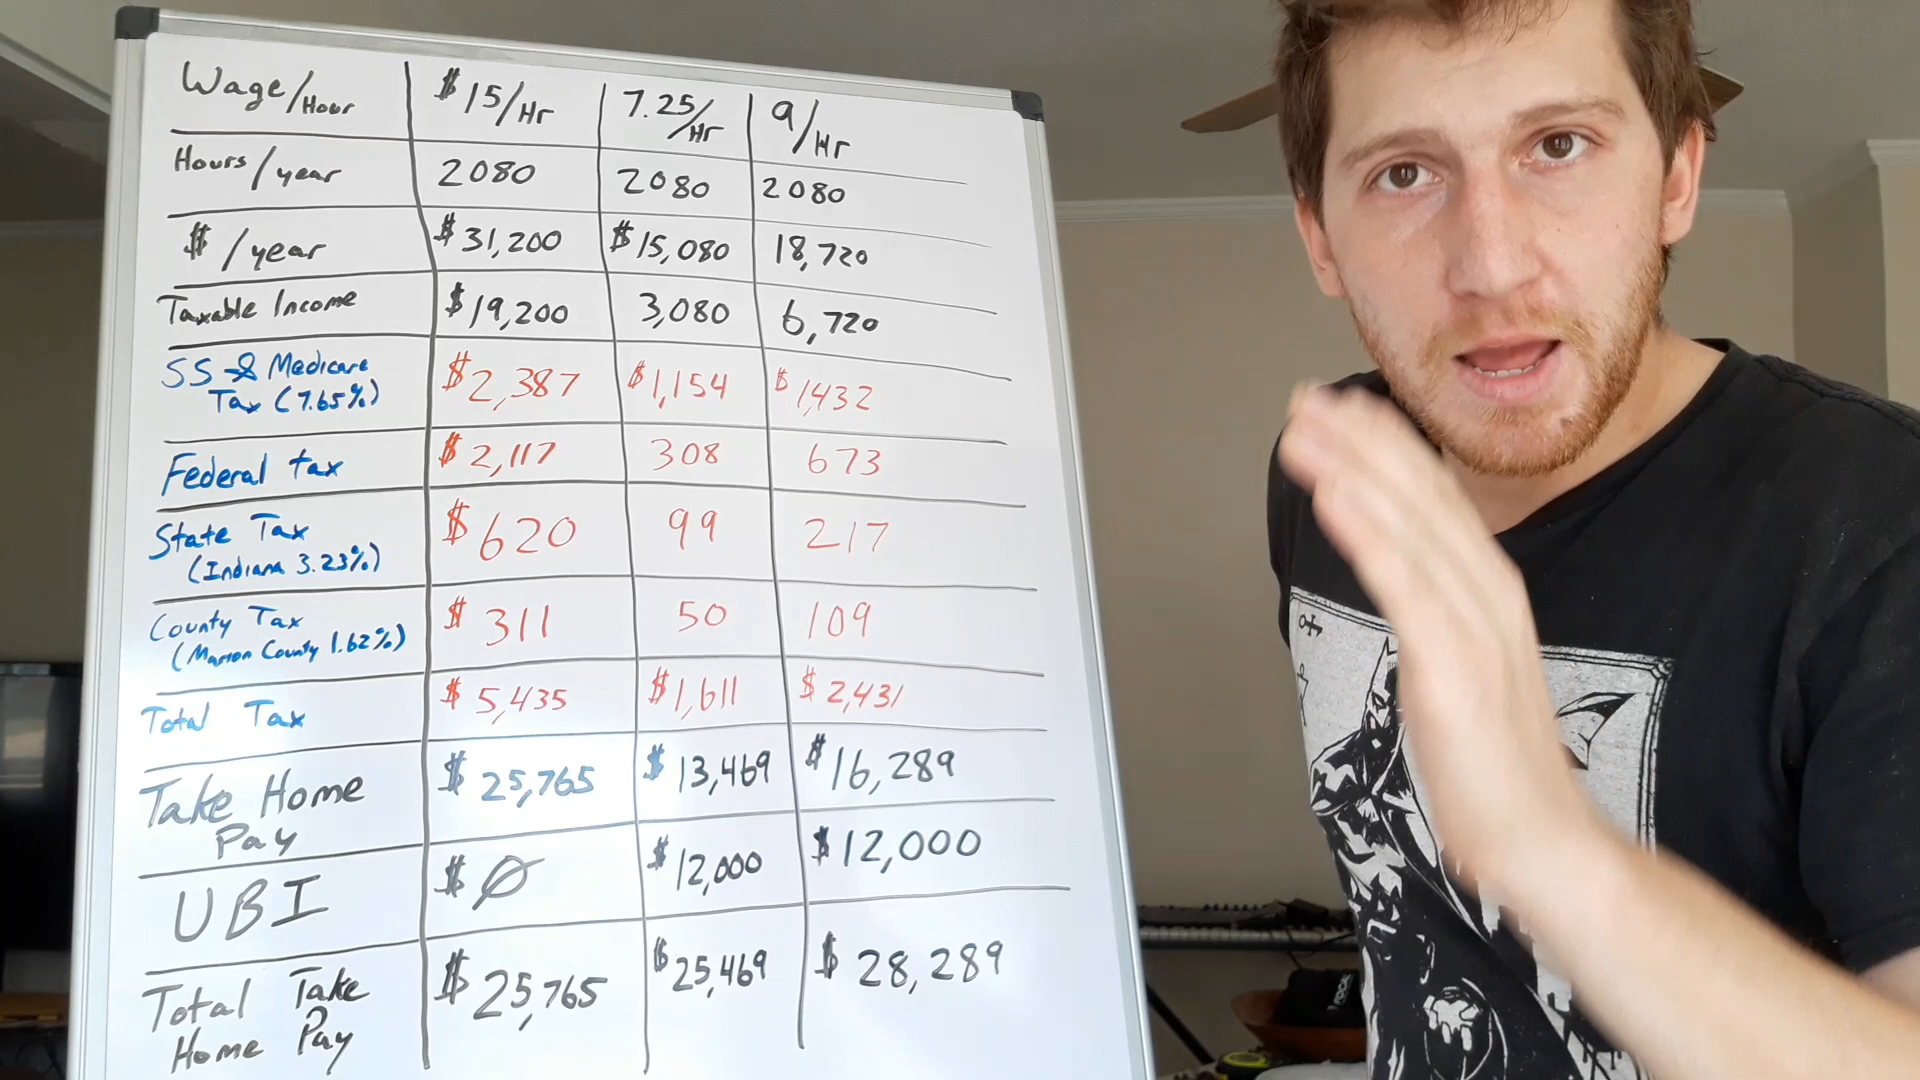 Wage/Hour $15/Hr 7.25/Hr 9/Hr
Hours/year 2080 2080 2080
$/year $31,200 $15,080 18,720
Taxable Income $19,200 3,080 6,720
SS & Medicare
Tax (7.65%) $2,387 $1,154 $1,432
Federal tax $2,117 308 673
State Tax
(Indiana 3.23%) $620 99 217
County Tax
(Marion County 1.62%) $311 50 109
Total Tax $5,435 $1,611 $2,431
Take Home
Pay $25,765 $13,469 $16,289
UBI $0 $12,000 $12,000
Total Take
Home Pay $25,765 $25,469 $28,289